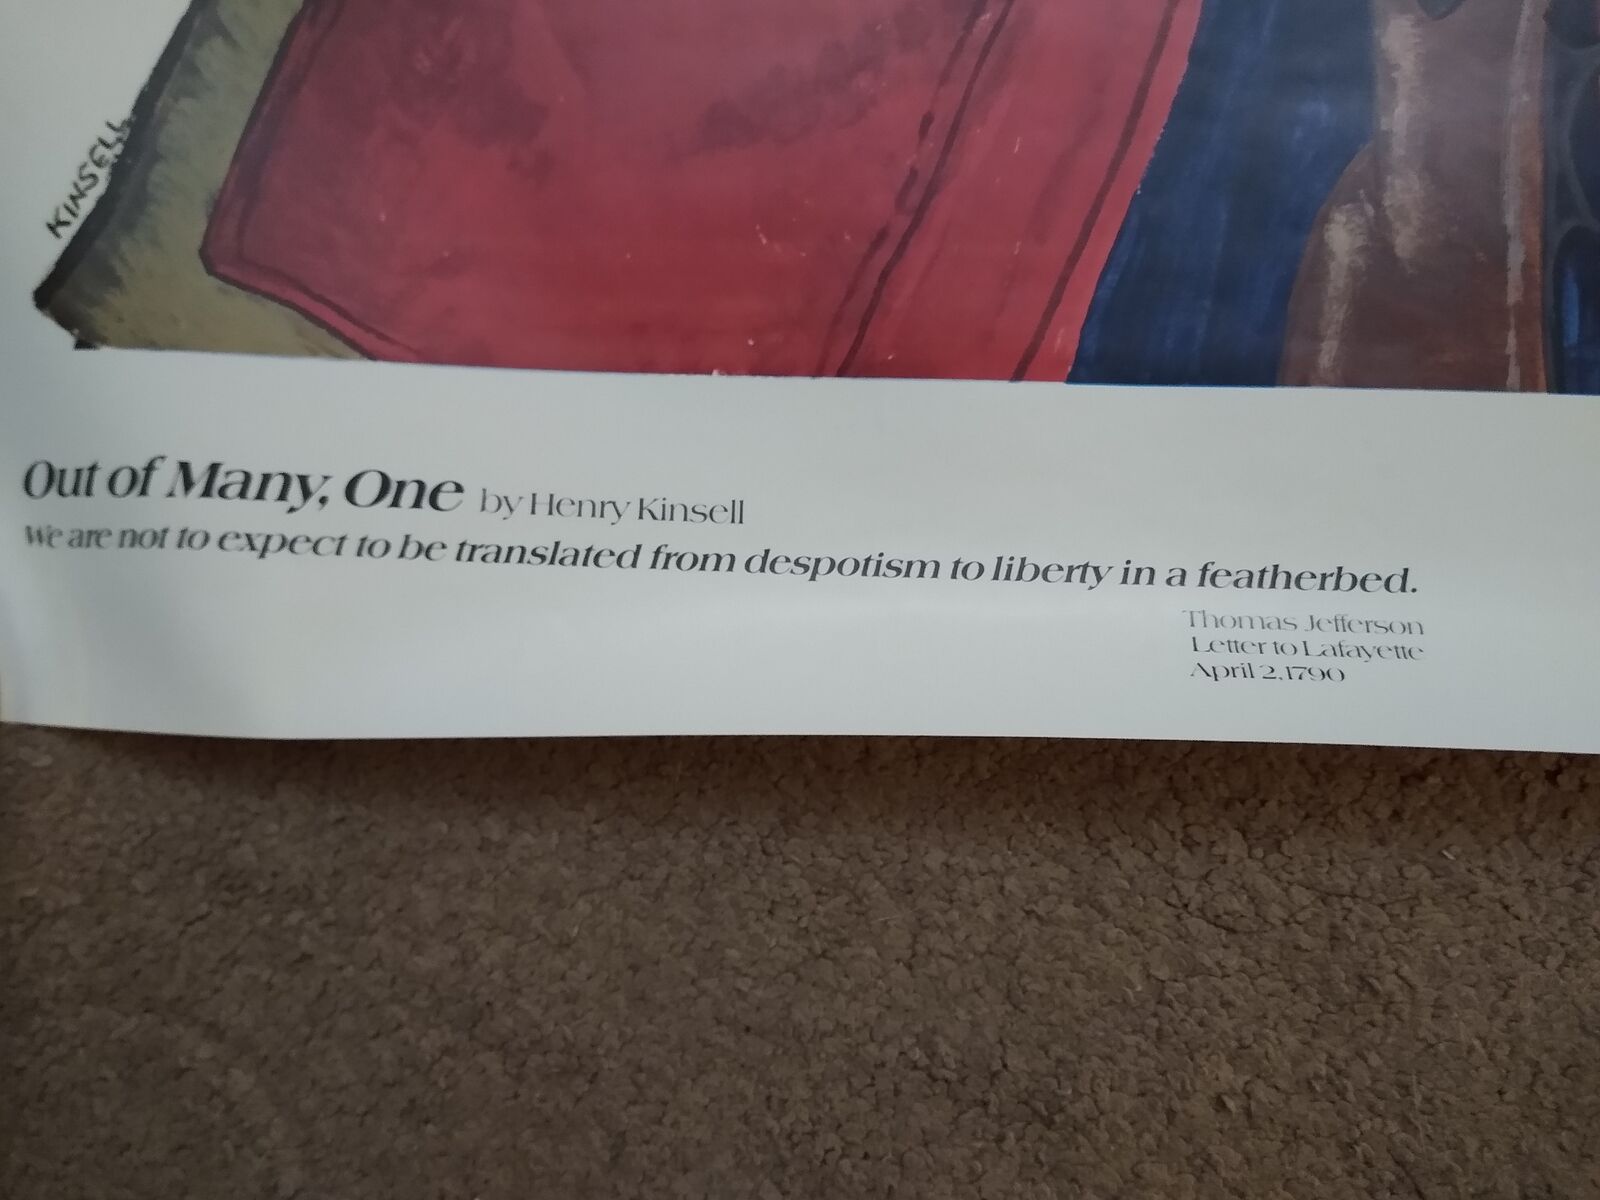 KINSELL
Out of Many, One by Henry Kinsell
We are not to expect to be translated from despotism to liberty in a featherbed.
Thomas Jefferson
Letter to Lafayette
April 2, 1790